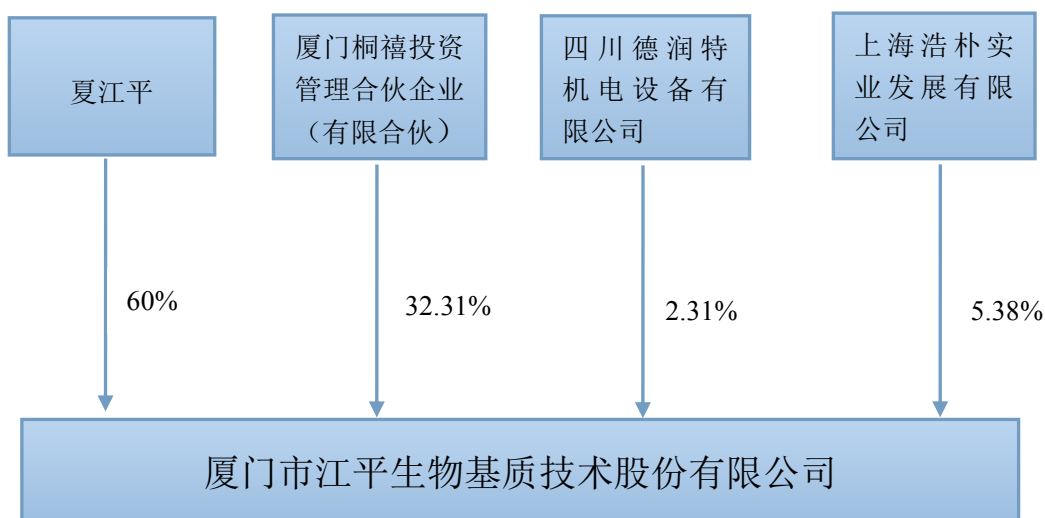 夏江平
厦门桐禧投资
管理合伙企业
（有限合伙）
四川德润特
机电设备有
限公司
上海浩朴实
业发展有限
公司
60%
32.31%
2.31%
5.38%
厦门市江平生物基质技术股份有限公司